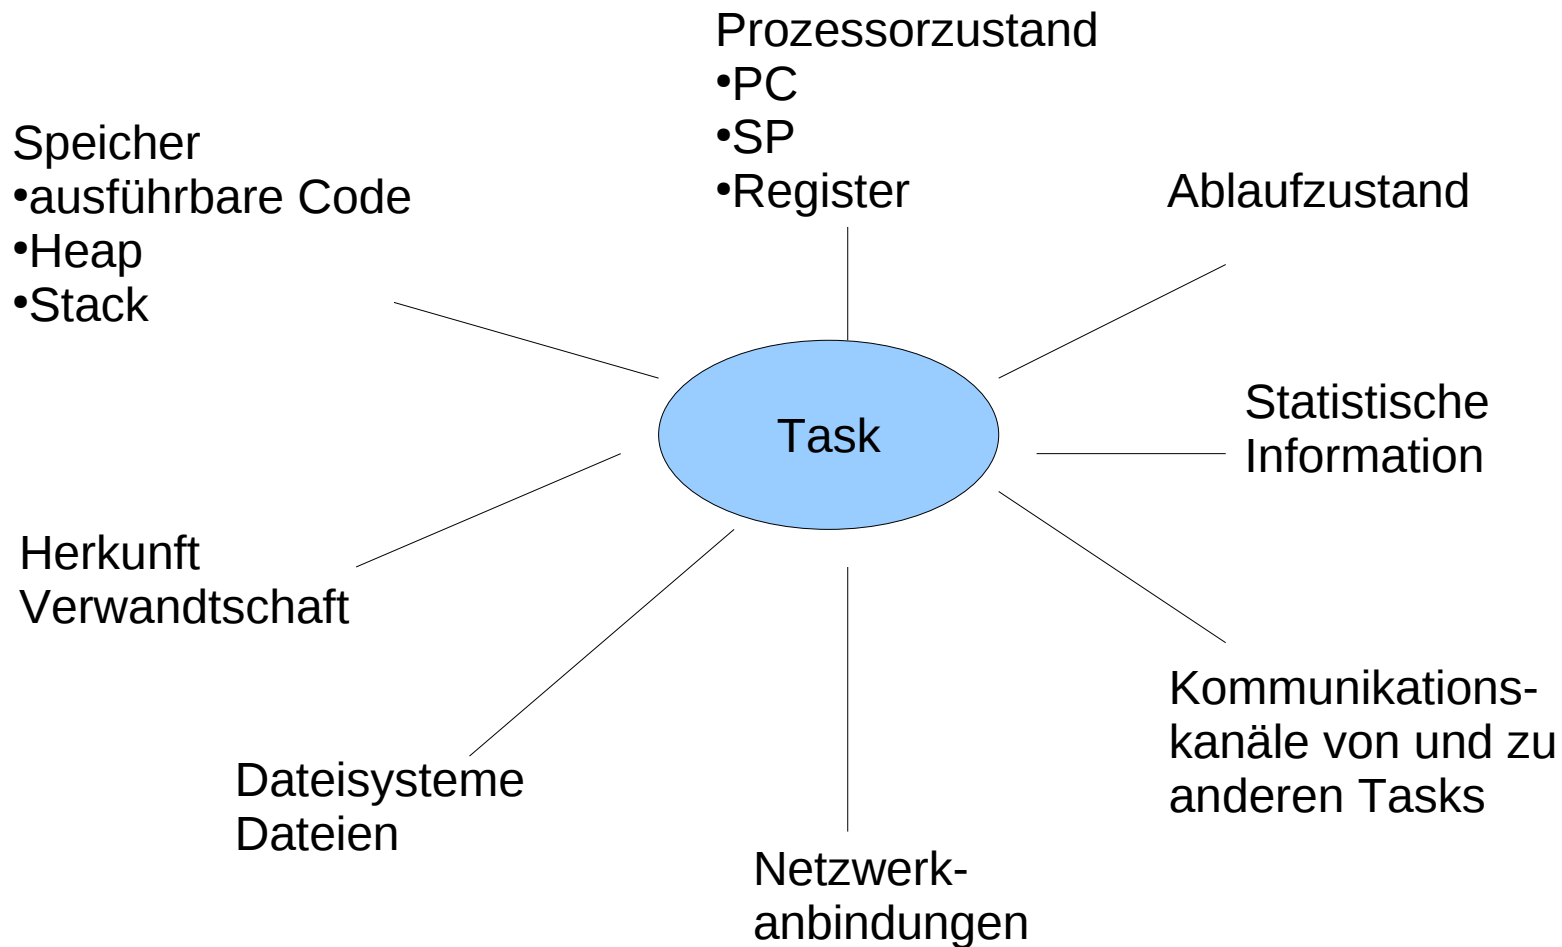 Prozessorzustand
•PC
•SP
•Register
Speicher
•ausführbare Code
•Heap
•Stack
Ablaufzustand
Task
Statistische
Information
Herkunft
Verwandtschaft
Kommunikations-
kanäle von und zu
anderen Tasks
Dateisysteme
Dateien
Netzwerk-
anbindungen